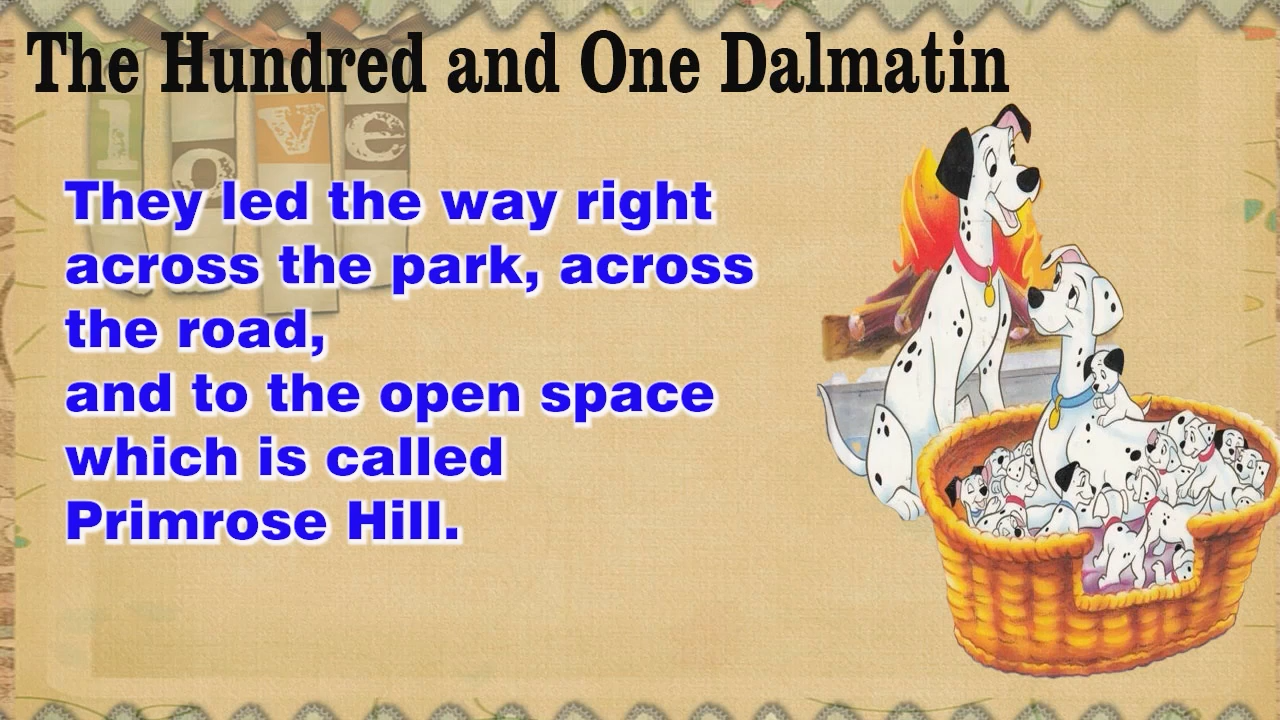 The Hundred and One Dalmatin
love
They led the way right
across the park, across
the road,
and to the open space
which is called
Primrose Hill.